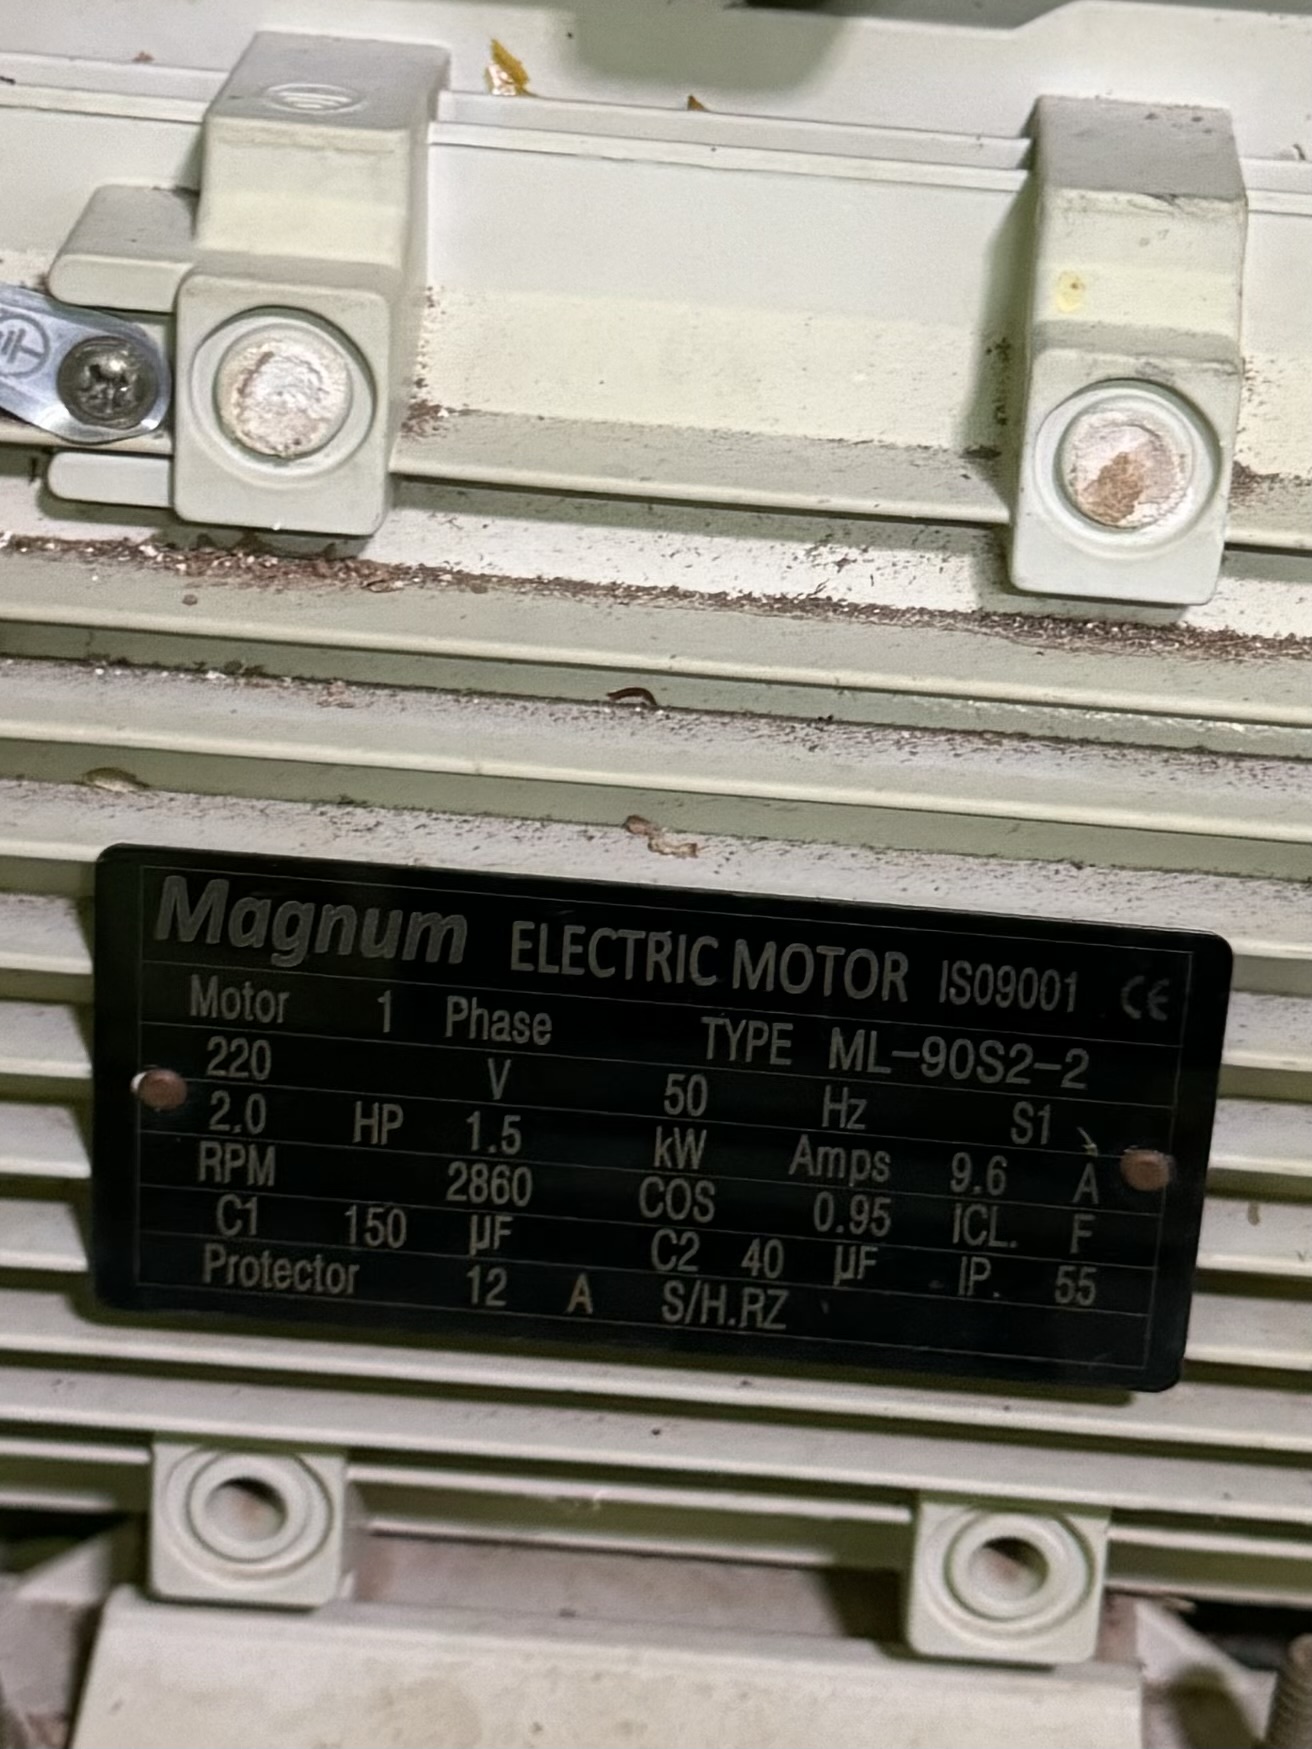 Magnum ELECTRIC MOTOR IS09001 CE
Motor 1 Phase TYPE ML-90S2-2
220 V 50 Hz S1
2.0 HP 1.5 kW Amps 9.6 A
RPM 2860 COS 0.95 ICL. F
C1 150 µF C2 40 µF IP. 55
Protector 12 A S/H.RZ